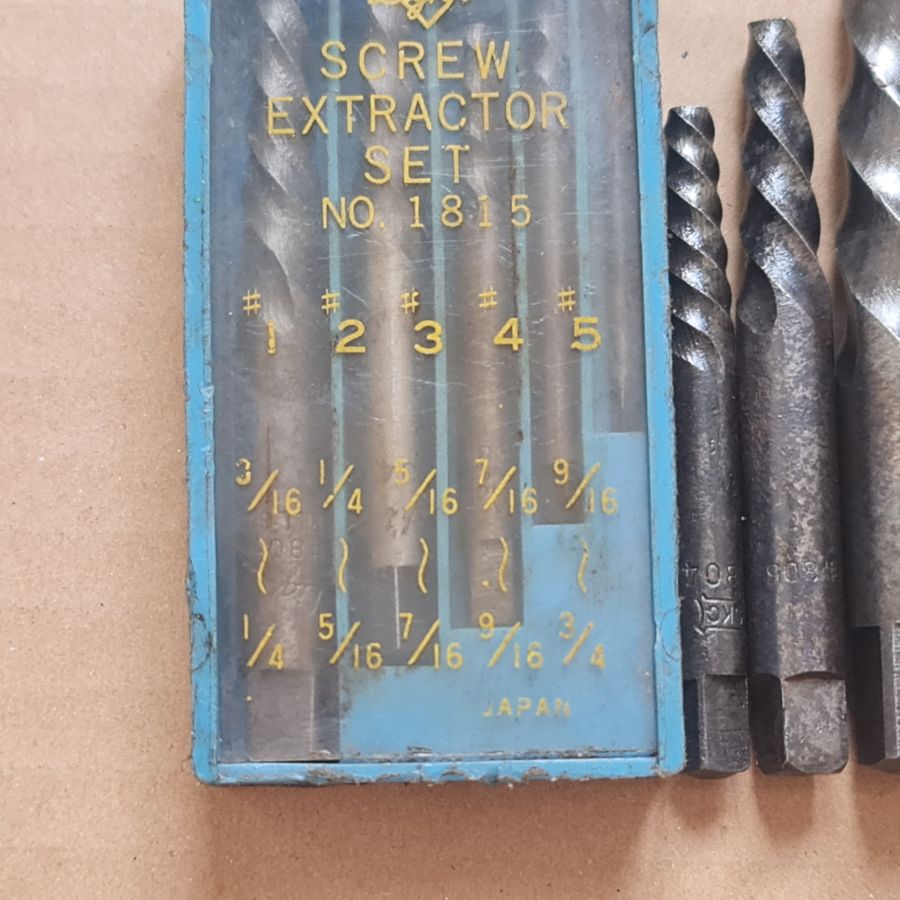 SCREW
EXTRACTOR
SET
NO. 1815
# # # # #
1 2 3 4 5
3/16 1/4 5/16 7/16 9/16
~ ~ ~ ~ ~
1/4 5/16 7/16 9/16 3/4
JAPAN